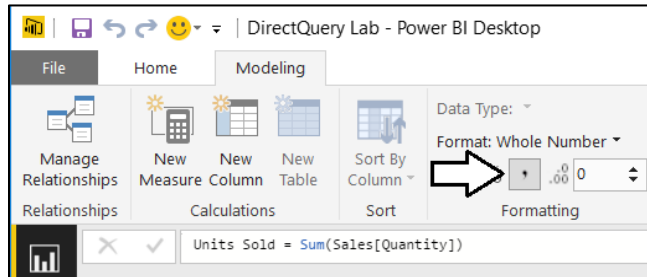 DirectQuery Lab - Power BI Desktop
File Home Modeling
Data Type:
Format: Whole Number
Manage Relationships
New Measure
New Column
New Table
Sort By Column
, .00 0
Relationships Calculations Sort Formatting
Units Sold = Sum(Sales[Quantity])